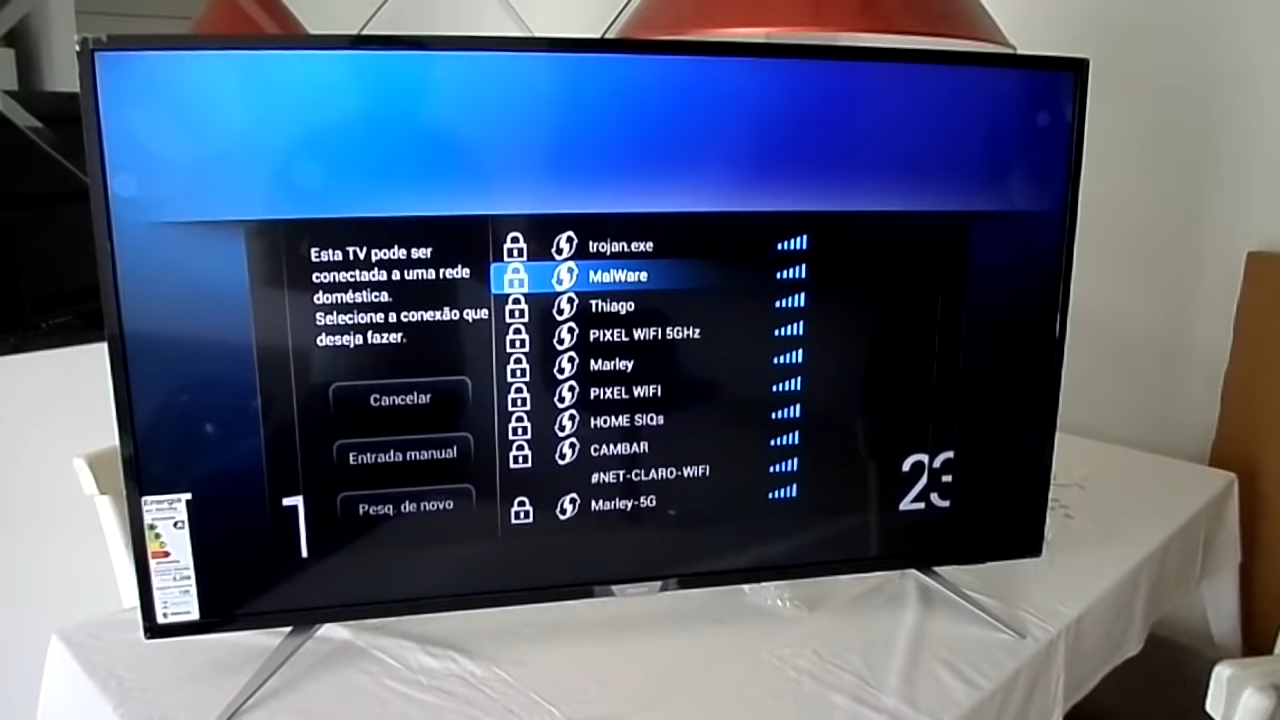 Esta TV pode ser
conectada a uma rede
doméstica.
Selecione a conexão que
deseja fazer.
Cancelar
Entrada manual
Pesq. de novo
trojan.exe
MalWare
Thiago
PIXEL WIFI 5GHz
Marley
PIXEL WIFI
HOME SIQs
CAMBAR
#NET-CLARO-WIFI
Marley-5G
1
23
Energia